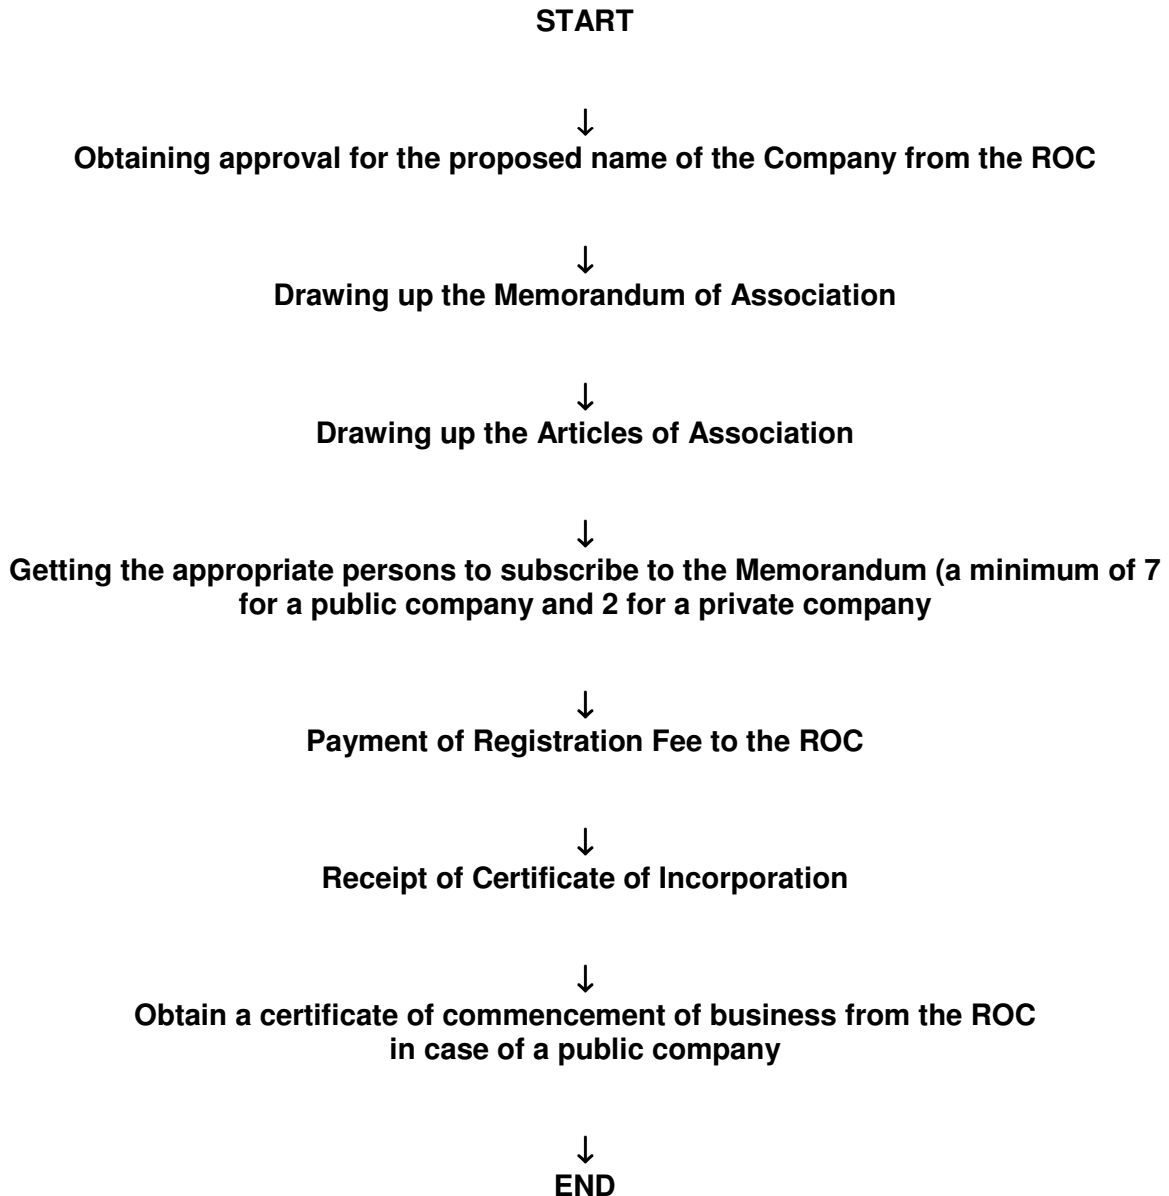 START
↓
Obtaining approval for the proposed name of the Company from the ROC
↓
Drawing up the Memorandum of Association
↓
Drawing up the Articles of Association
↓
Getting the appropriate persons to subscribe to the Memorandum (a minimum of 7
for a public company and 2 for a private company
↓
Payment of Registration Fee to the ROC
↓
Receipt of Certificate of Incorporation
↓
Obtain a certificate of commencement of business from the ROC
in case of a public company
↓
END